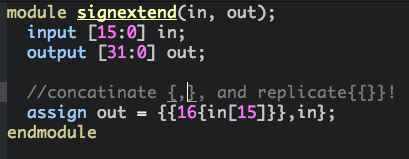 module signextend(in, out);
input [15:0] in;
output [31:0] out;
//concatinate {,}, and replicate{{}}!
assign out = {{16{in[15]}},in};
endmodule